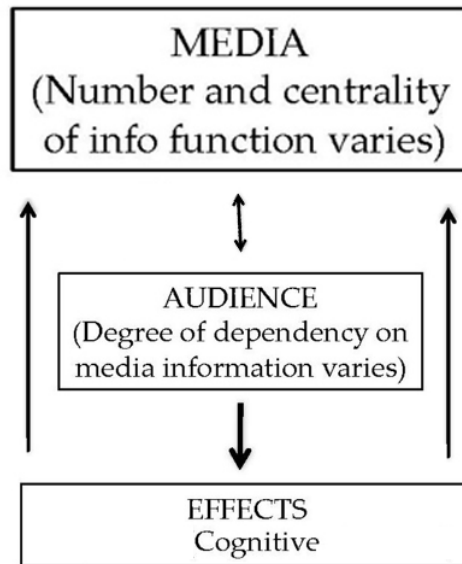 MEDIA
(Number and centrality
of info function varies)
AUDIENCE
(Degree of dependency on
media information varies)
EFFECTS
Cognitive